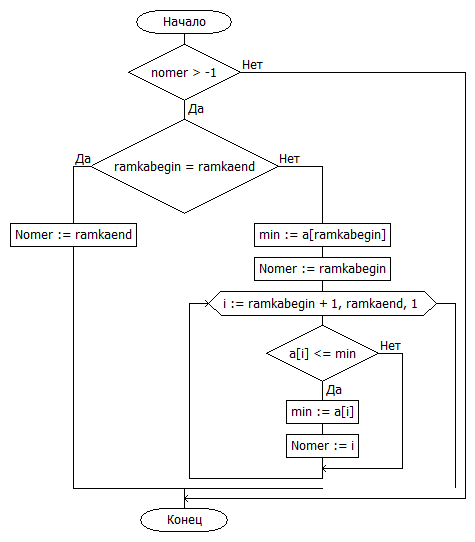 Начало
nomer > -1
Нет
Да
Да
ramkabegin = ramkaend
Нет
Nomer := ramkaend
min := a[ramkabegin]
Nomer := ramkabegin
i := ramkabegin + 1, ramkaend, 1
a[i] <= min
Нет
Да
min := a[i]
Nomer := i
Конец